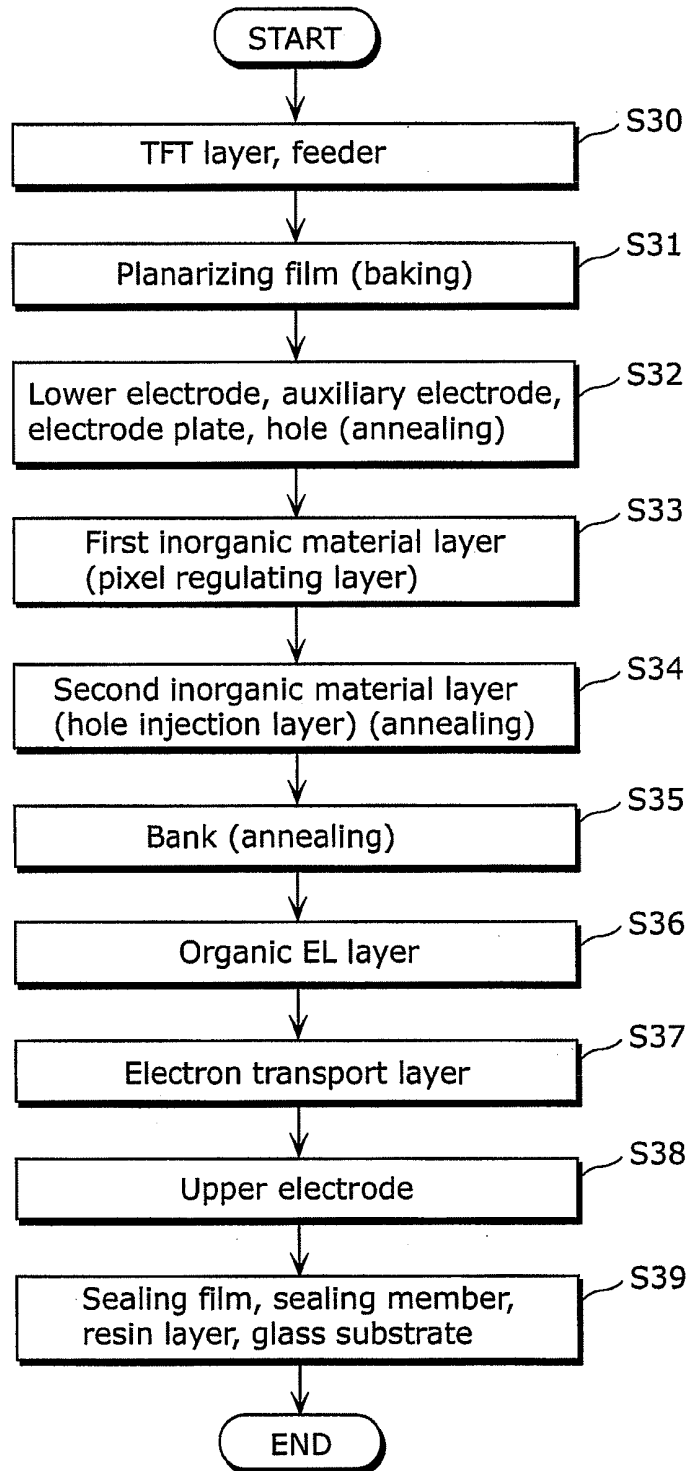 START
S30
TFT layer, feeder
S31
Planarizing film (baking)
S32
Lower electrode, auxiliary electrode,
electrode plate, hole (annealing)
S33
First inorganic material layer
(pixel regulating layer)
S34
Second inorganic material layer
(hole injection layer) (annealing)
S35
Bank (annealing)
S36
Organic EL layer
S37
Electron transport layer
S38
Upper electrode
S39
Sealing film, sealing member,
resin layer, glass substrate
END